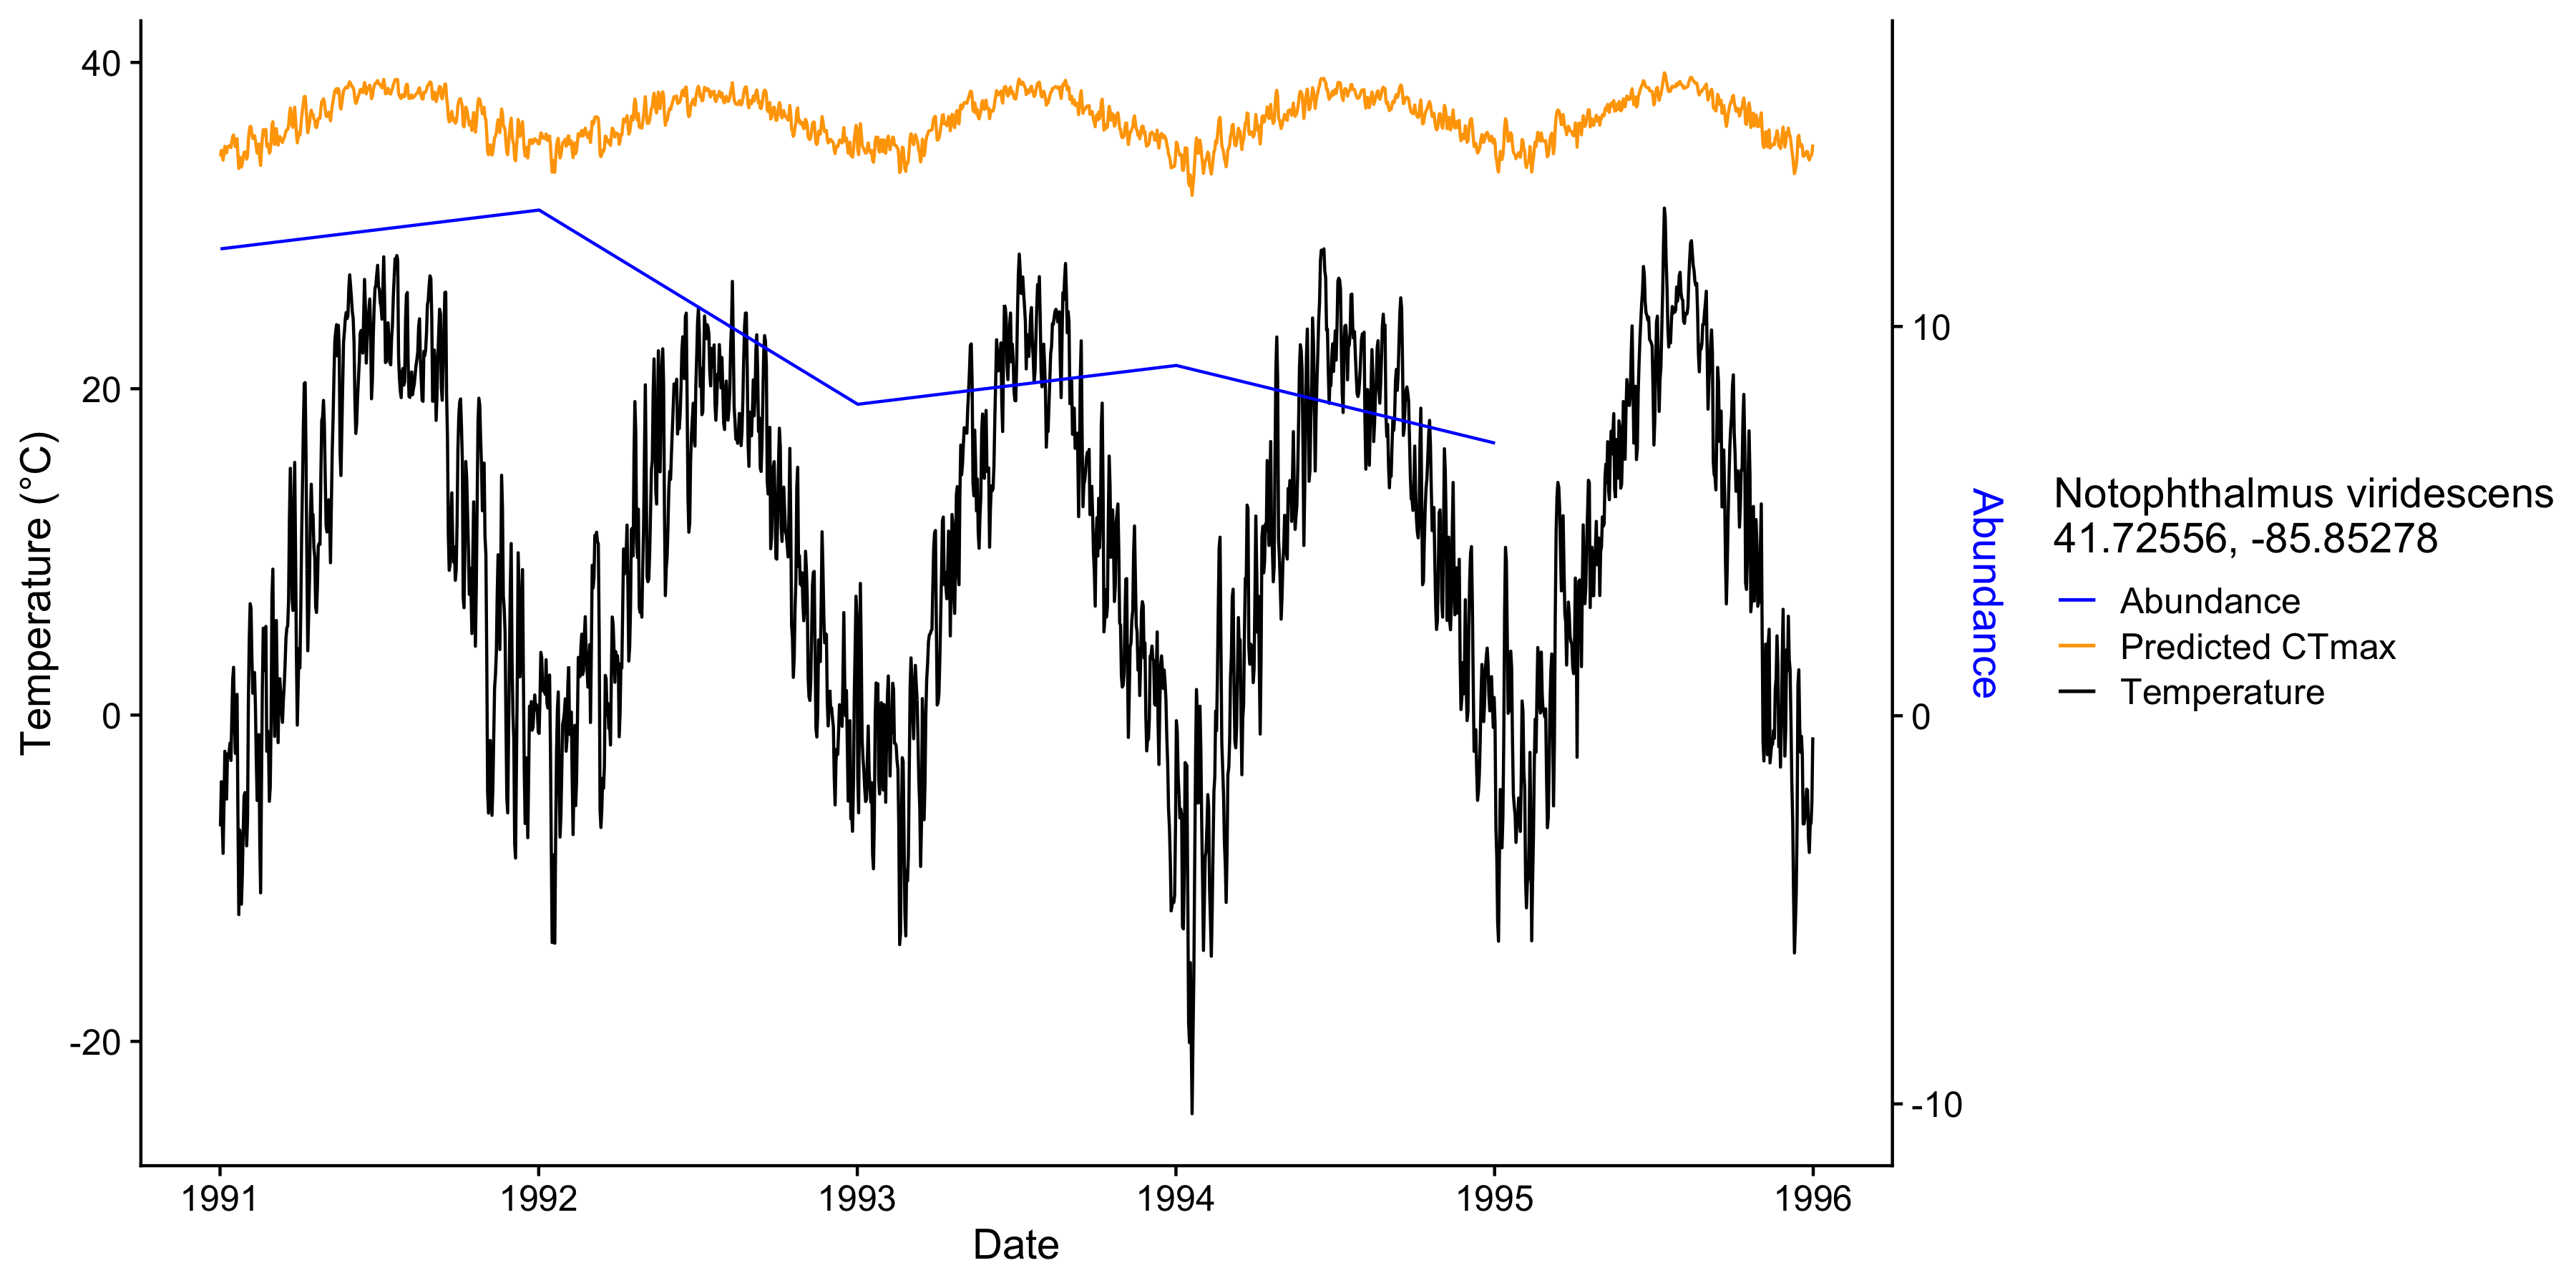 40
20
0
-20
Temperature (°C)
1991
1992
1993
1994
1995
1996
Date
10
0
-10
Abundance
Notophthalmus viridescens
41.72556, -85.85278
Abundance
Predicted CTmax
Temperature